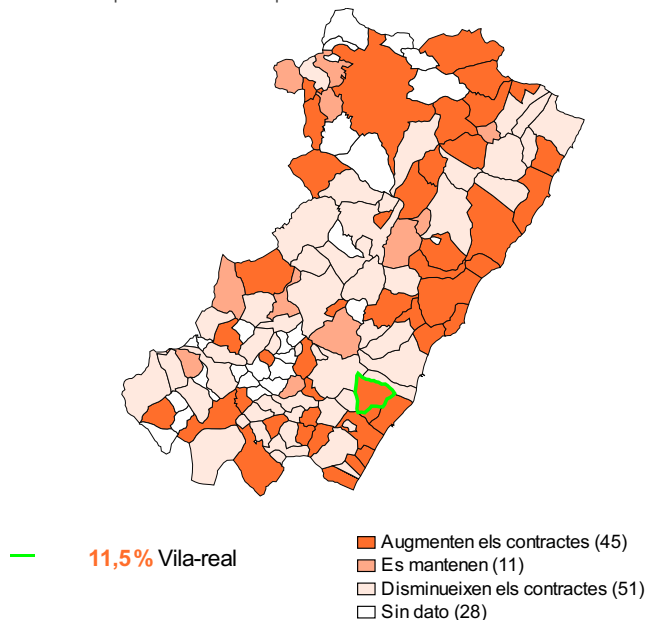 11,5% Vila-real
Augmenten els contractes (45)
Es mantenen (11)
Disminueixen els contractes (51)
Sin dato (28)